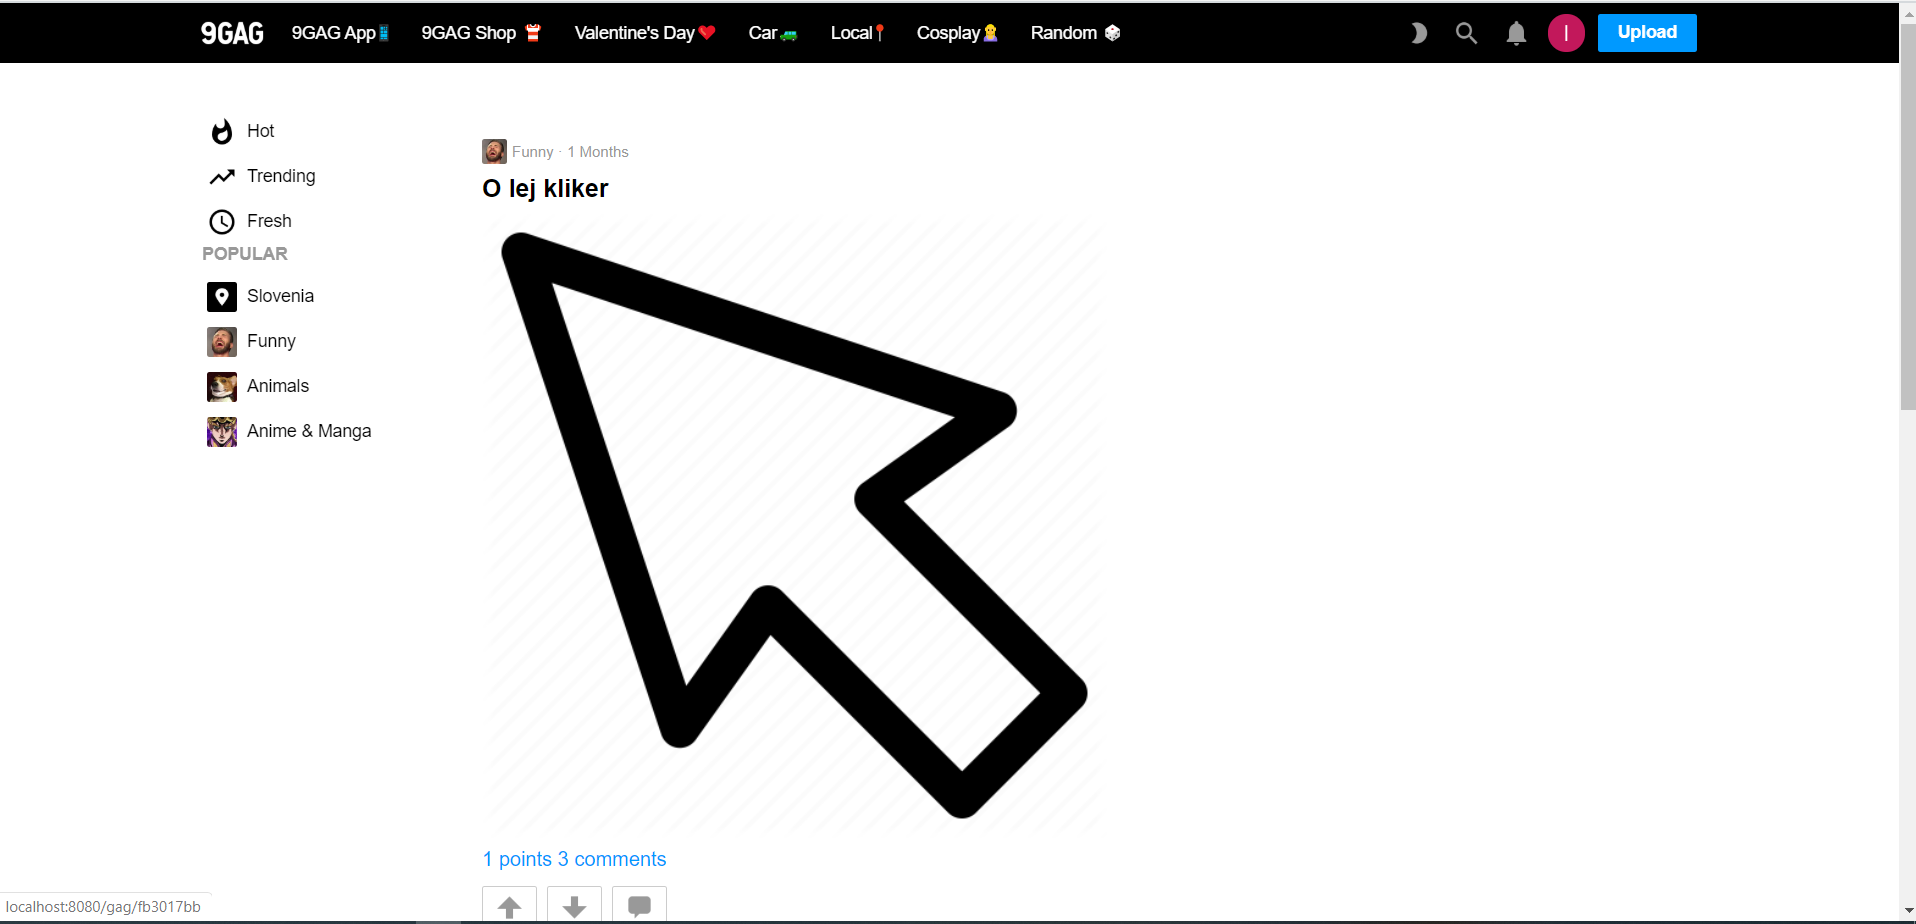 9GAG 9GAG App 9GAG Shop Valentine's Day Car Local Cosplay Random I Upload
Hot
Trending
Fresh
POPULAR
Slovenia
Funny
Animals
Anime & Manga
Funny · 1 Months
O lej kliker
1 points 3 comments
localhost:8080/gag/fb3017bb